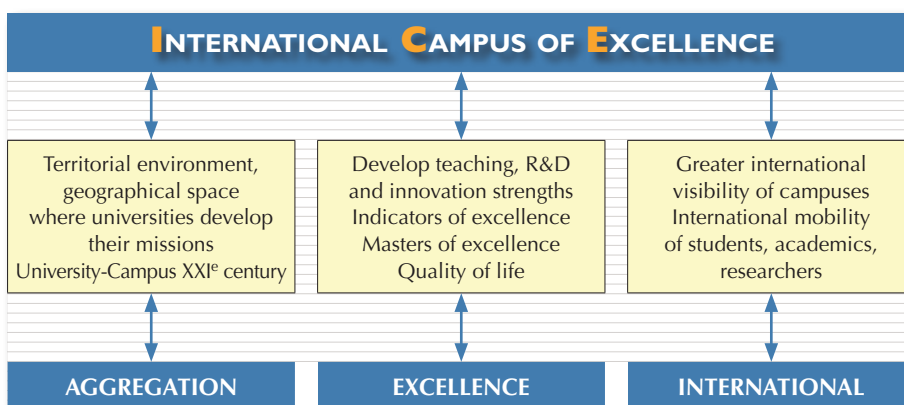 INTERNATIONAL CAMPUS OF EXCELLENCE
Territorial environment,
geographical space
where universities develop
their missions
University-Campus XXIᵉ century
Develop teaching, R&D
and innovation strengths
Indicators of excellence
Masters of excellence
Quality of life
Greater international
visibility of campuses
International mobility
of students, academics,
researchers
AGGREGATION
EXCELLENCE
INTERNATIONAL